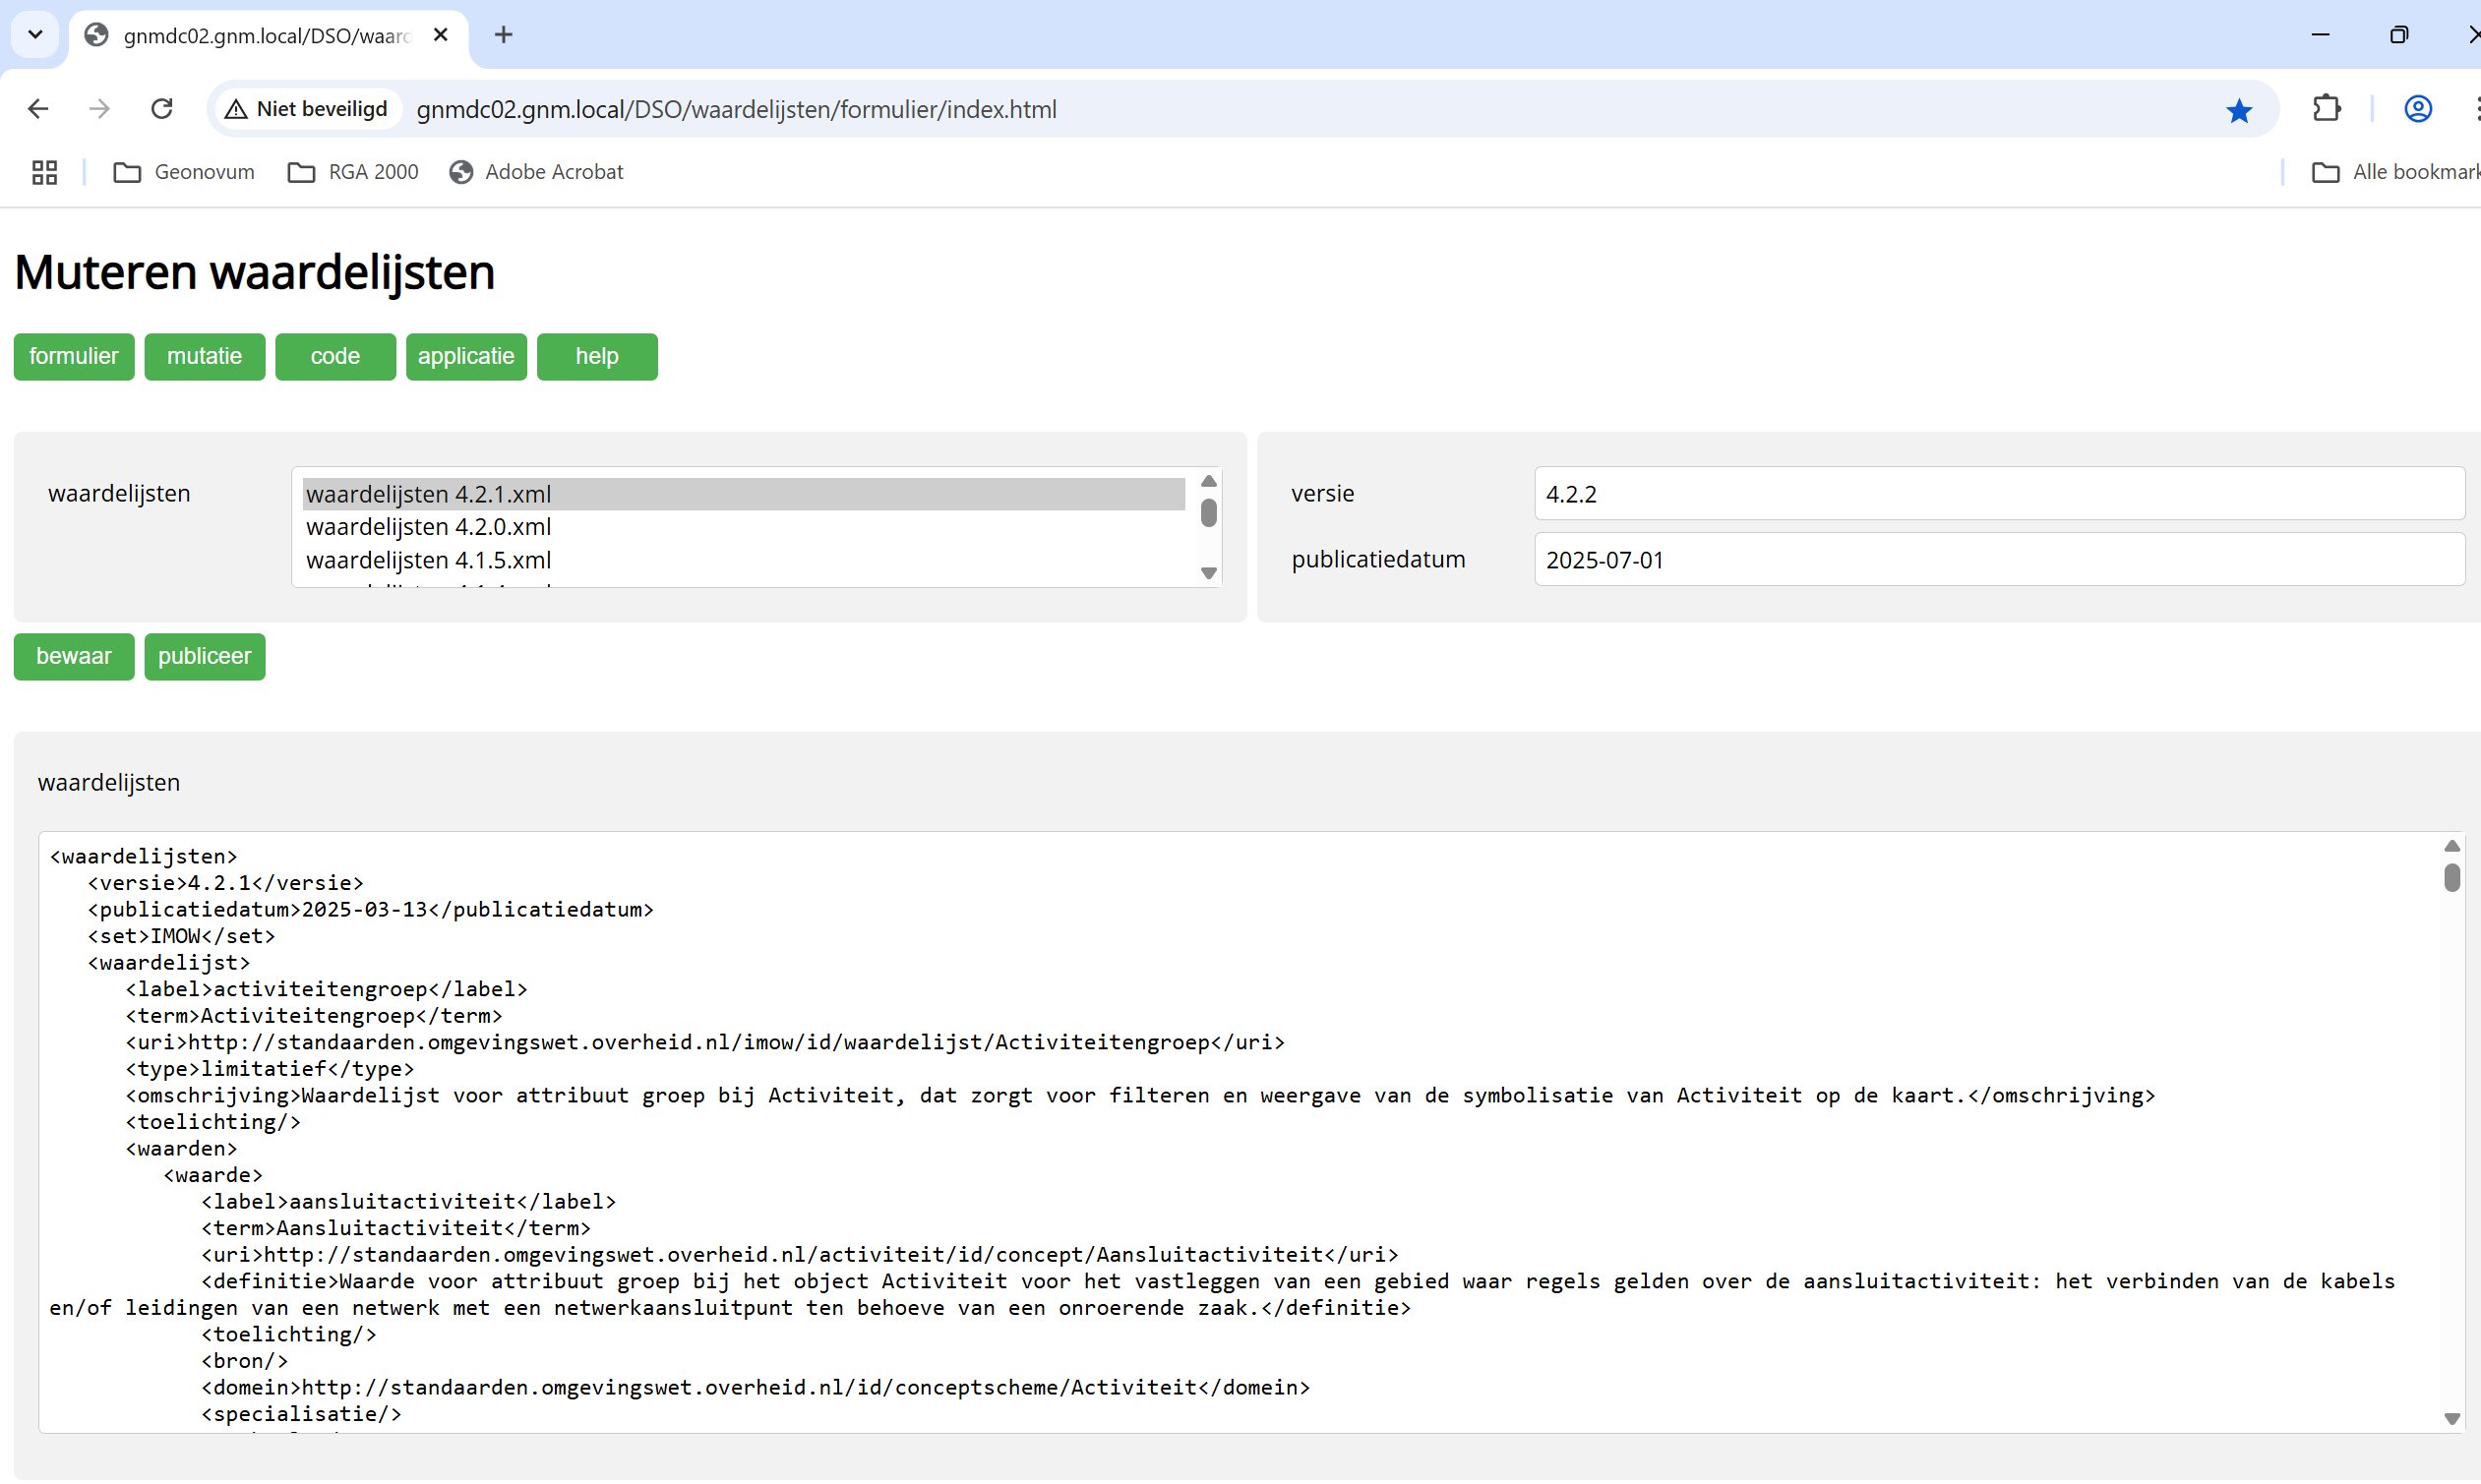 gnmdc02.gnm.local/DSO/waard
Niet beveiligd gnmdc02.gnm.local/DSO/waardelijsten/formulier/index.html
Geonovum RGA 2000 Adobe Acrobat Alle bookmark
Muteren waardelijsten
formulier mutatie code applicatie help
waardelijsten
waardelijsten 4.2.1.xml
waardelijsten 4.2.0.xml
waardelijsten 4.1.5.xml
versie 4.2.2
publicatiedatum 2025-07-01
bewaar publiceer
waardelijsten
<waardelijsten>
<versie>4.2.1</versie>
<publicatiedatum>2025-03-13</publicatiedatum>
<set>IMOW</set>
<waardelijst>
<label>activiteitengroep</label>
<term>Activiteitengroep</term>
<uri>http://standaarden.omgevingswet.overheid.nl/imow/id/waardelijst/Activiteitengroep</uri>
<type>limitatief</type>
<omschrijving>Waardelijst voor attribuut groep bij Activiteit, dat zorgt voor filteren en weergave van de symbolisatie van Activiteit op de kaart.</omschrijving>
<toelichting/>
<waarden>
<waarde>
<label>aansluitactiviteit</label>
<term>Aansluitactiviteit</term>
<uri>http://standaarden.omgevingswet.overheid.nl/activiteit/id/concept/Aansluitactiviteit</uri>
<definitie>Waarde voor attribuut groep bij het object Activiteit voor het vastleggen van een gebied waar regels gelden over de aansluitactiviteit: het verbinden van de kabels
en/of leidingen van een netwerk met een netwerkaansluitpunt ten behoeve van een onroerende zaak.</definitie>
<toelichting/>
<bron/>
<domein>http://standaarden.omgevingswet.overheid.nl/id/conceptscheme/Activiteit</domein>
<specialisatie/>